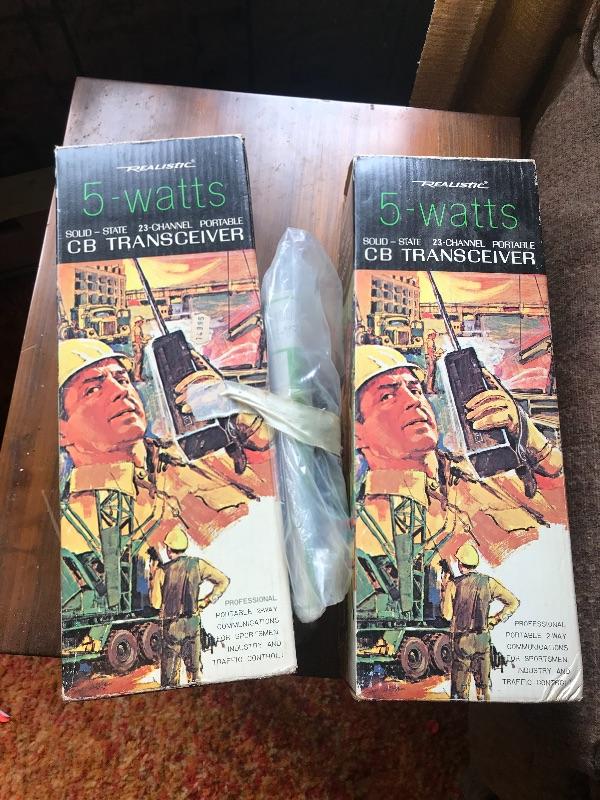 REALISTIC
5-watts
SOLID-STATE 23-CHANNEL PORTABLE
CB TRANSCEIVER
PROFESSIONAL
PORTABLE 2-WAY
COMMUNICATIONS
FOR SPORTSMEN,
INDUSTRY AND
TRAFFIC CONTROL!
REALISTIC
5-watts
SOLID-STATE 23-CHANNEL PORTABLE
CB TRANSCEIVER
PROFESSIONAL
PORTABLE 2-WAY
COMMUNICATIONS
FOR SPORTSMEN,
INDUSTRY AND
TRAFFIC CONTROL!